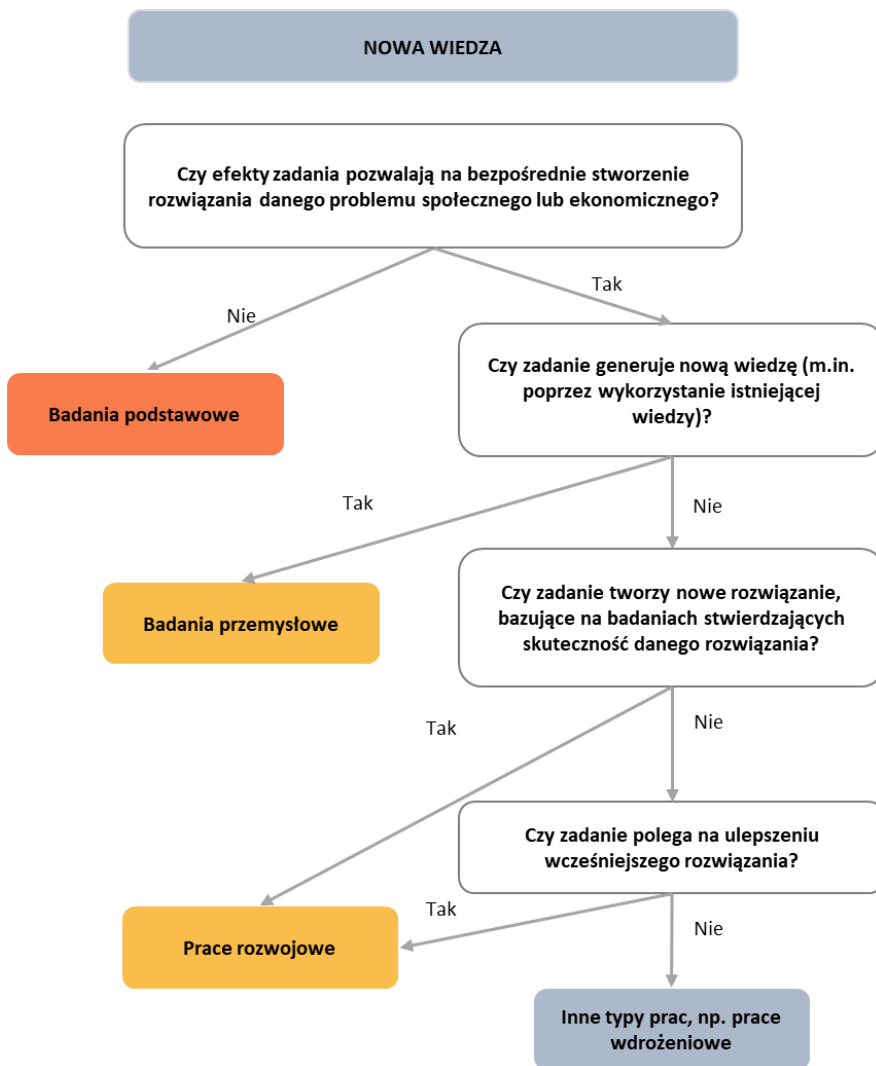 NOWA WIEDZA
Czy efekty zadania pozwalają na bezpośrednie stworzenie
rozwiązania danego problemu społecznego lub ekonomicznego?
Nie
Tak
Badania podstawowe
Czy zadanie generuje nową wiedzę (m.in.
poprzez wykorzystanie istniejącej
wiedzy)?
Tak
Nie
Badania przemysłowe
Czy zadanie tworzy nowe rozwiązanie,
bazujące na badaniach stwierdzających
skuteczność danego rozwiązania?
Tak
Nie
Czy zadanie polega na ulepszeniu
wcześniejszego rozwiązania?
Tak
Nie
Prace rozwojowe
Inne typy prac, np. prace
wdrożeniowe